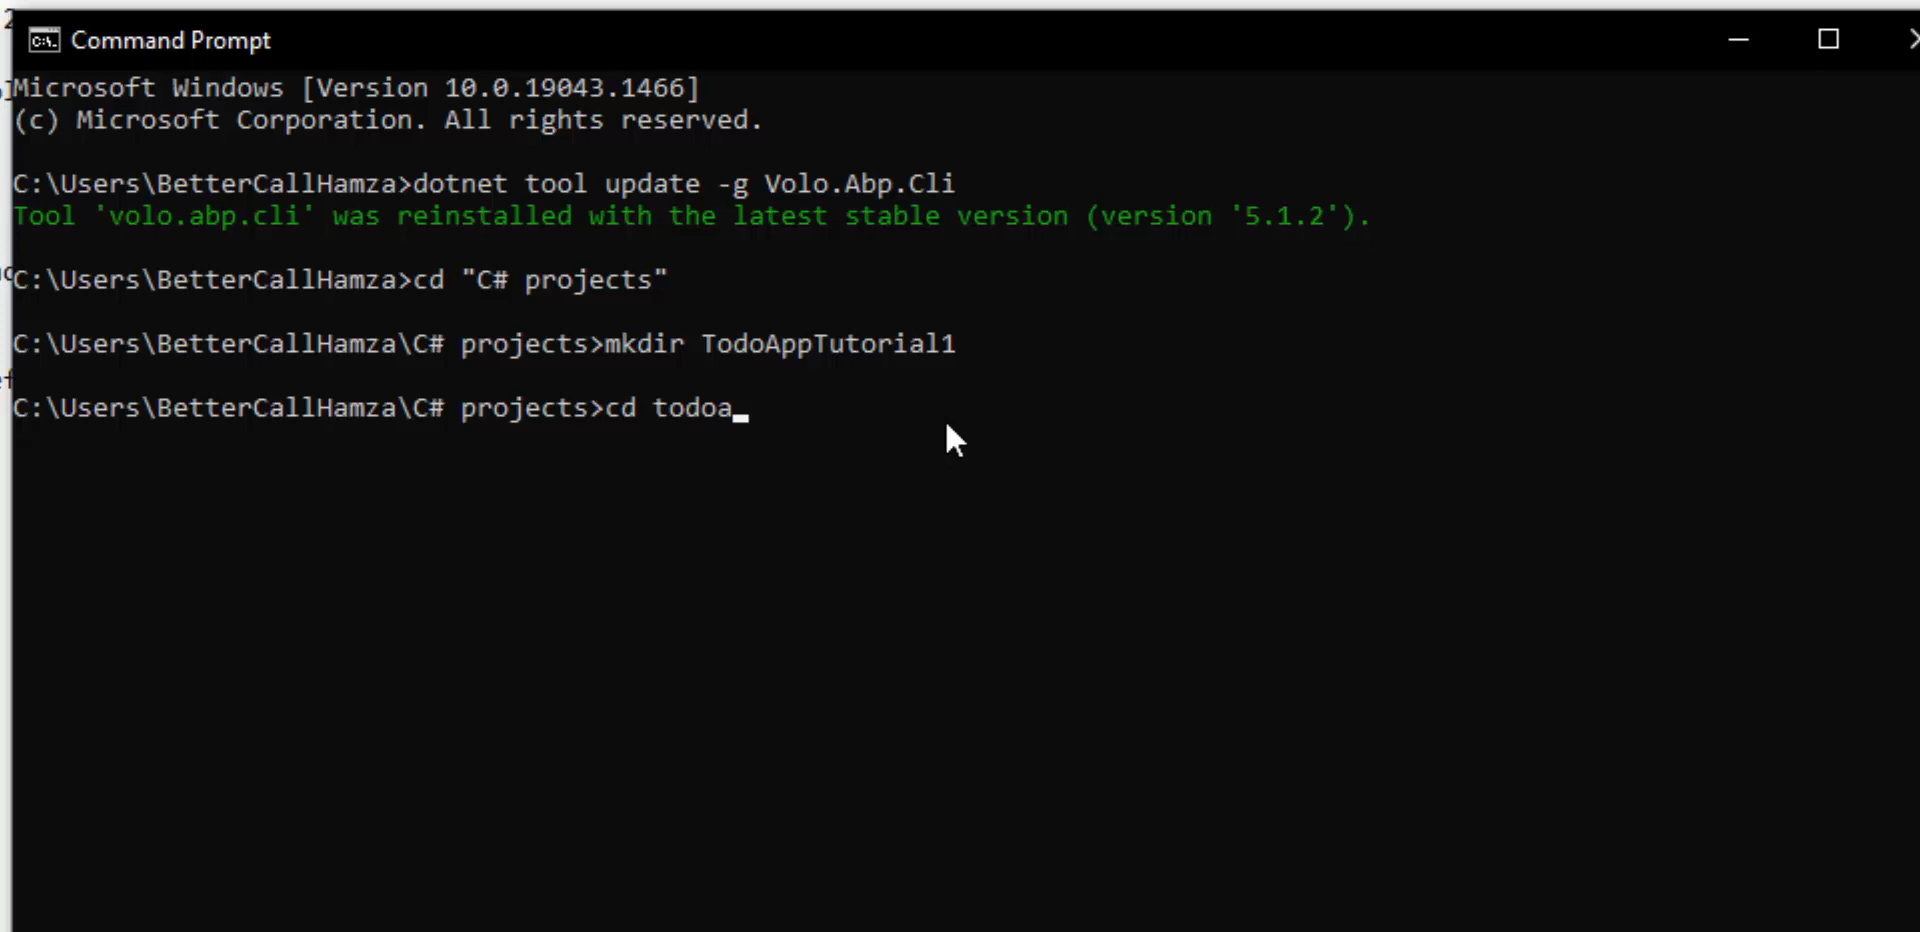 Command Prompt
Microsoft Windows [Version 10.0.19043.1466]
(c) Microsoft Corporation. All rights reserved.
C:\Users\BetterCallHamza>dotnet tool update -g Volo.Abp.Cli
Tool 'volo.abp.cli' was reinstalled with the latest stable version (version '5.1.2').
C:\Users\BetterCallHamza>cd "C# projects"
C:\Users\BetterCallHamza\C# projects>mkdir TodoAppTutorial1
C:\Users\BetterCallHamza\C# projects>cd todoa